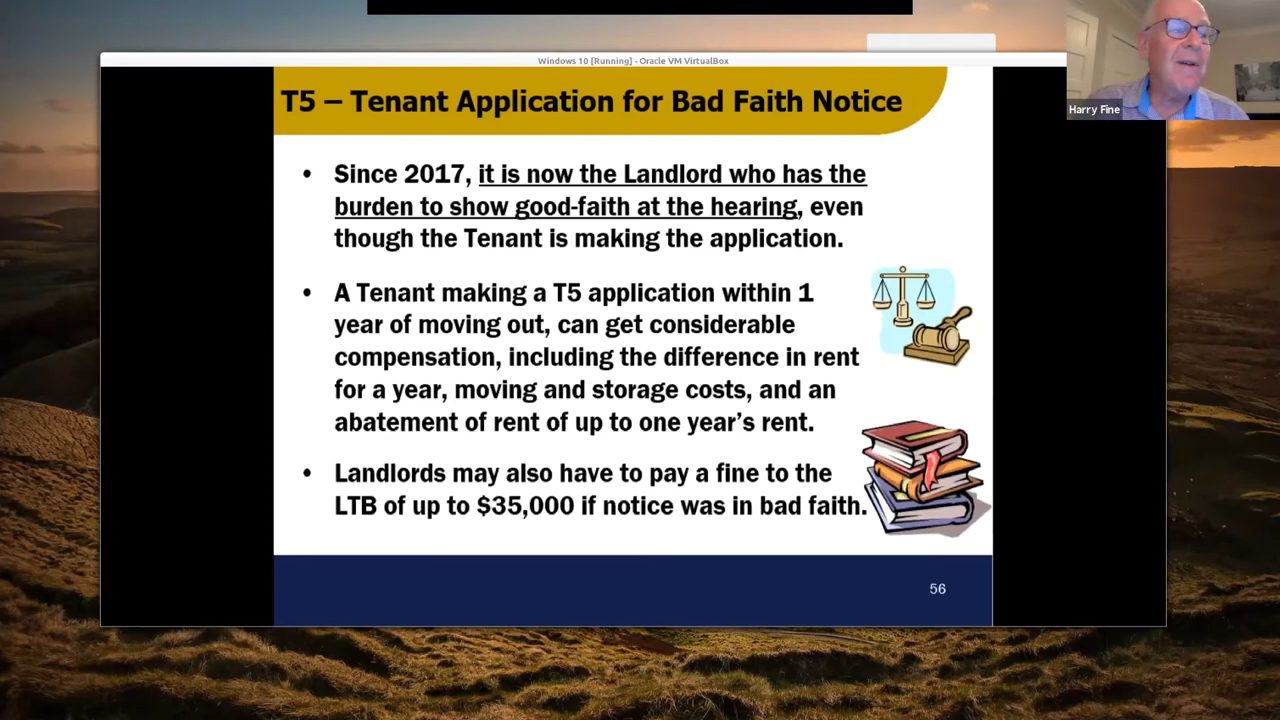 Windows 10 [Running] - Oracle VM VirtualBox
Harry Fine
T5 – Tenant Application for Bad Faith Notice
• Since 2017, it is now the Landlord who has the
burden to show good-faith at the hearing, even
though the Tenant is making the application.
• A Tenant making a T5 application within 1
year of moving out, can get considerable
compensation, including the difference in rent
for a year, moving and storage costs, and an
abatement of rent of up to one year’s rent.
• Landlords may also have to pay a fine to the
LTB of up to $35,000 if notice was in bad faith.
56